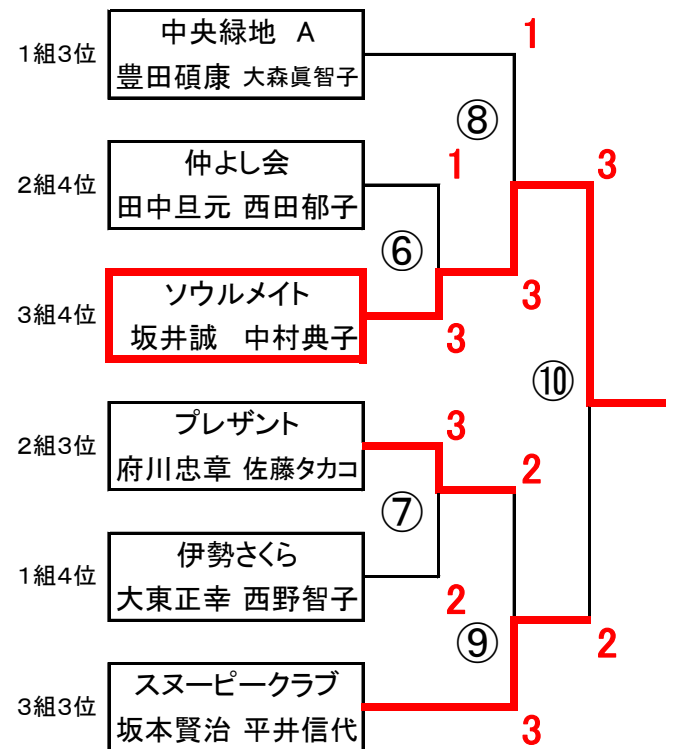 1組3位
中央緑地 A
豊田碩康 大森眞智子
1
⑧
2組4位
仲よし会
田中旦元 西田郁子
1
3
⑥
3組4位
ソウルメイト
坂井誠 中村典子
3
3
⑩
2組3位
プレザント
府川忠章 佐藤タカコ
3
2
⑦
1組4位
伊勢さくら
大東正幸 西野智子
2
⑨
2
3組3位
スヌーピークラブ
坂本賢治 平井信代
3